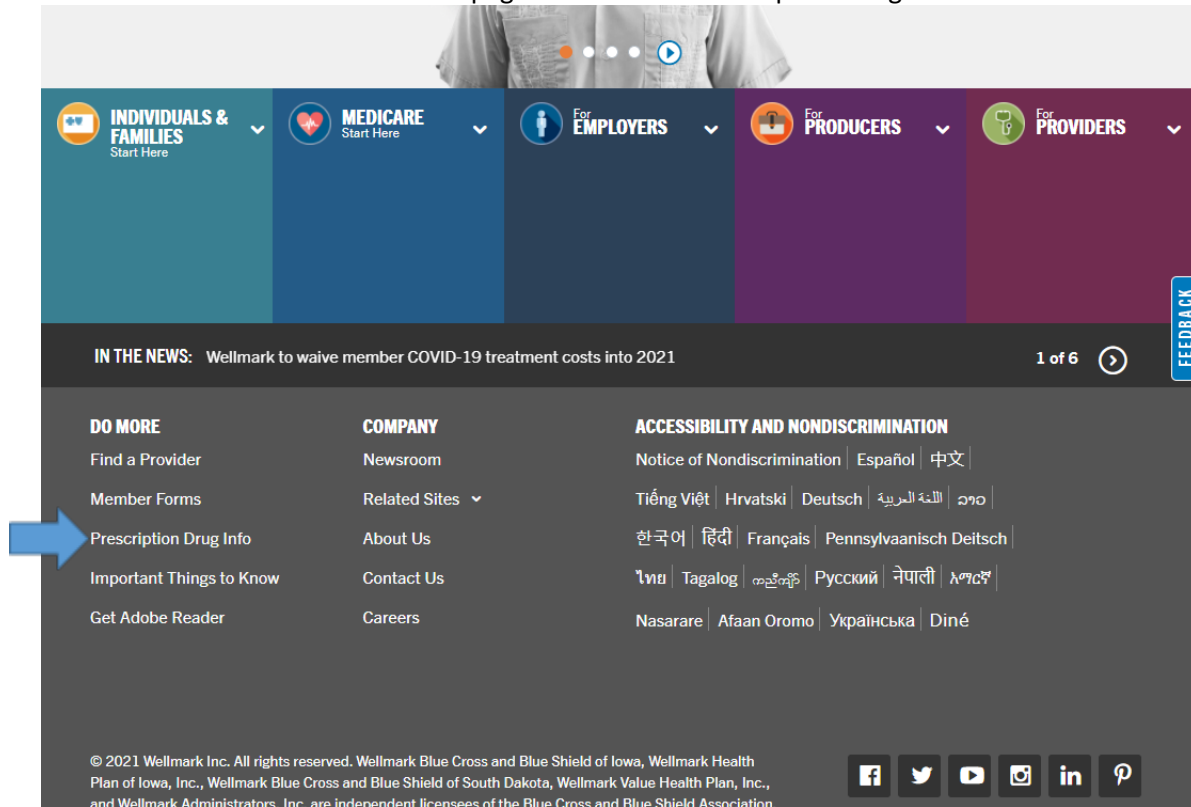 INDIVIDUALS &
FAMILIES
Start Here
MEDICARE
Start Here
For
EMPLOYERS
For
PRODUCERS
For
PROVIDERS
FEEDBACK
IN THE NEWS: Wellmark to waive member COVID-19 treatment costs into 2021
1 of 6
DO MORE
Find a Provider
Member Forms
Prescription Drug Info
Important Things to Know
Get Adobe Reader
COMPANY
Newsroom
Related Sites
About Us
Contact Us
Careers
ACCESSIBILITY AND NONDISCRIMINATION
Notice of Nondiscrimination | Español | 中文 |
Tiếng Việt | Hrvatski | Deutsch | اللغة العربية | ລາວ |
한국어 | हिंदी | Français | Pennsylvaanisch Deitsch |
ไทย | Tagalog | ကညီကျိာ် | Русский | नेपाली | አማርኛ |
Nasarare | Afaan Oromo | Українська | Diné
© 2021 Wellmark Inc. All rights reserved. Wellmark Blue Cross and Blue Shield of Iowa, Wellmark Health
Plan of Iowa, Inc., Wellmark Blue Cross and Blue Shield of South Dakota, Wellmark Value Health Plan, Inc.,
and Wellmark Administrators, Inc. are independent licensees of the Blue Cross and Blue Shield Association.